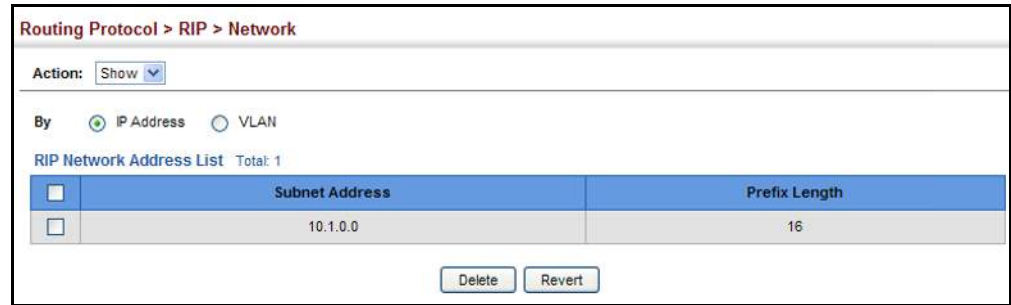 Routing Protocol > RIP > Network
Action: Show
By IP Address VLAN
RIP Network Address List Total: 1
Subnet Address Prefix Length
10.1.0.0 16
Delete Revert